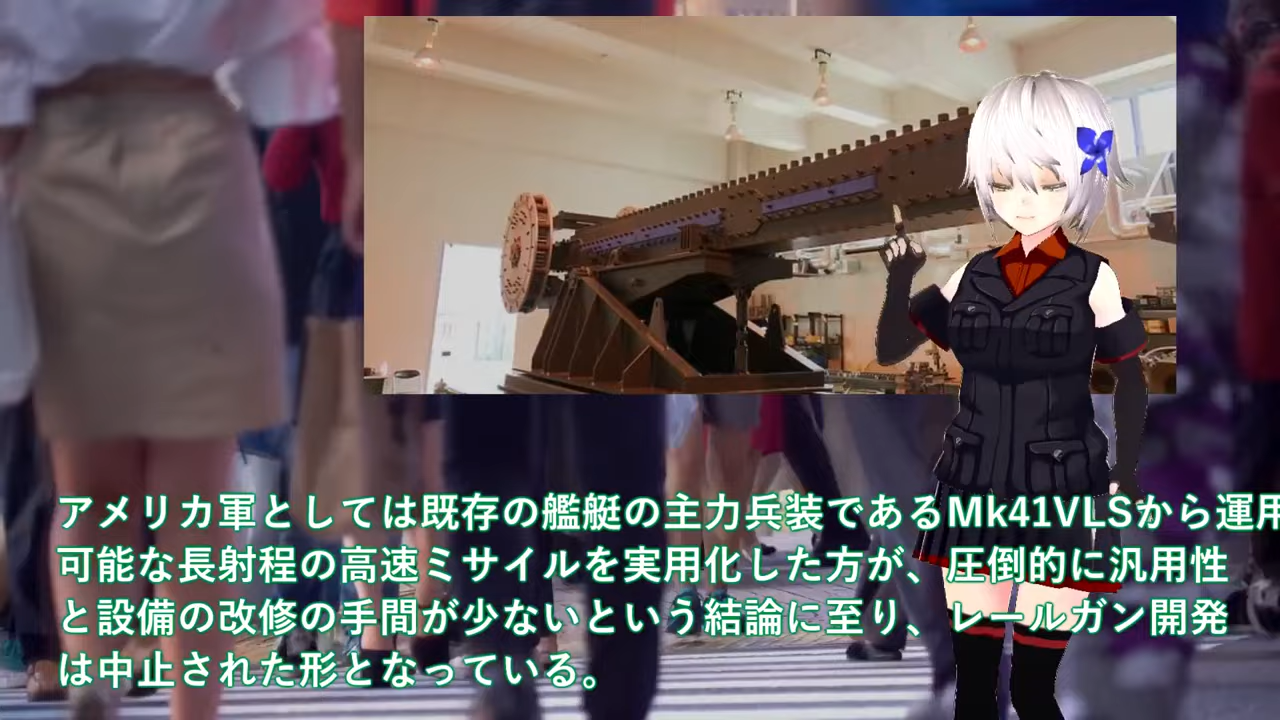 アメリカ軍としては既存の艦艇の主力兵装であるMk41VLSから運用
可能な長射程の高速ミサイルを実用化した方が、圧倒的に汎用性
と設備の改修の手間が少ないという結論に至り、レールガン開発
は中止された形となっている。